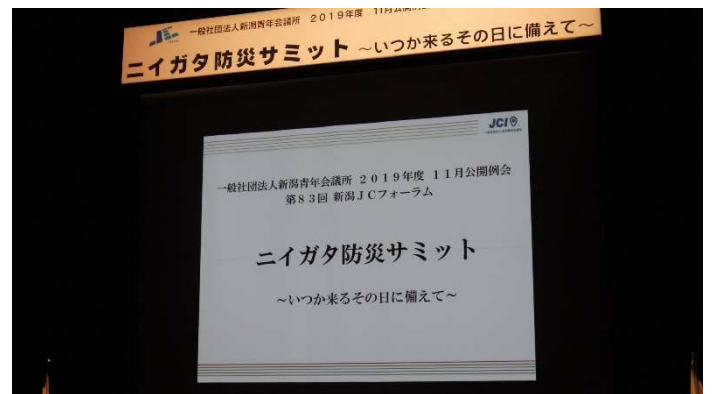 一般社団法人新潟青年会議所 2019年度 11月公開例会
ニイガタ防災サミット ～いつか来るその日に備えて～
JCI
一般社団法人新潟青年会議所 2019年度 11月公開例会
第83回 新潟JCフォーラム
ニイガタ防災サミット
～いつか来るその日に備えて～